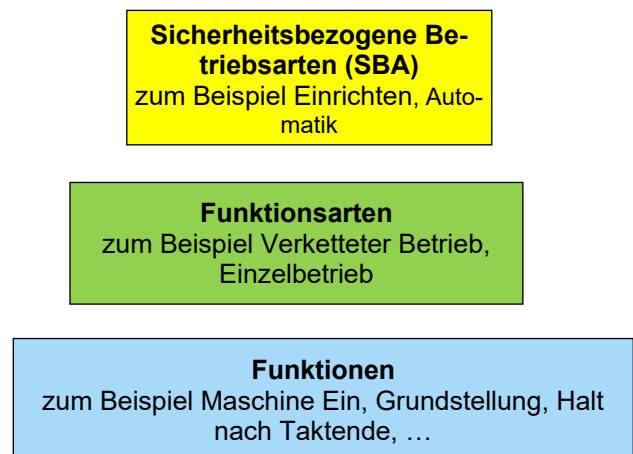 Sicherheitsbezogene Be-
triebsarten (SBA)
zum Beispiel Einrichten, Auto-
matik
Funktionsarten
zum Beispiel Verketteter Betrieb,
Einzelbetrieb
Funktionen
zum Beispiel Maschine Ein, Grundstellung, Halt
nach Taktende, …